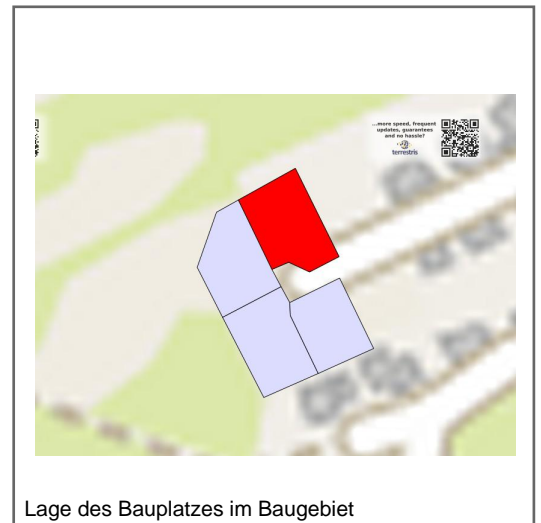 ...more speed, frequent
updates, guarantees
and no hassle?
terrestris
Lage des Bauplatzes im Baugebiet